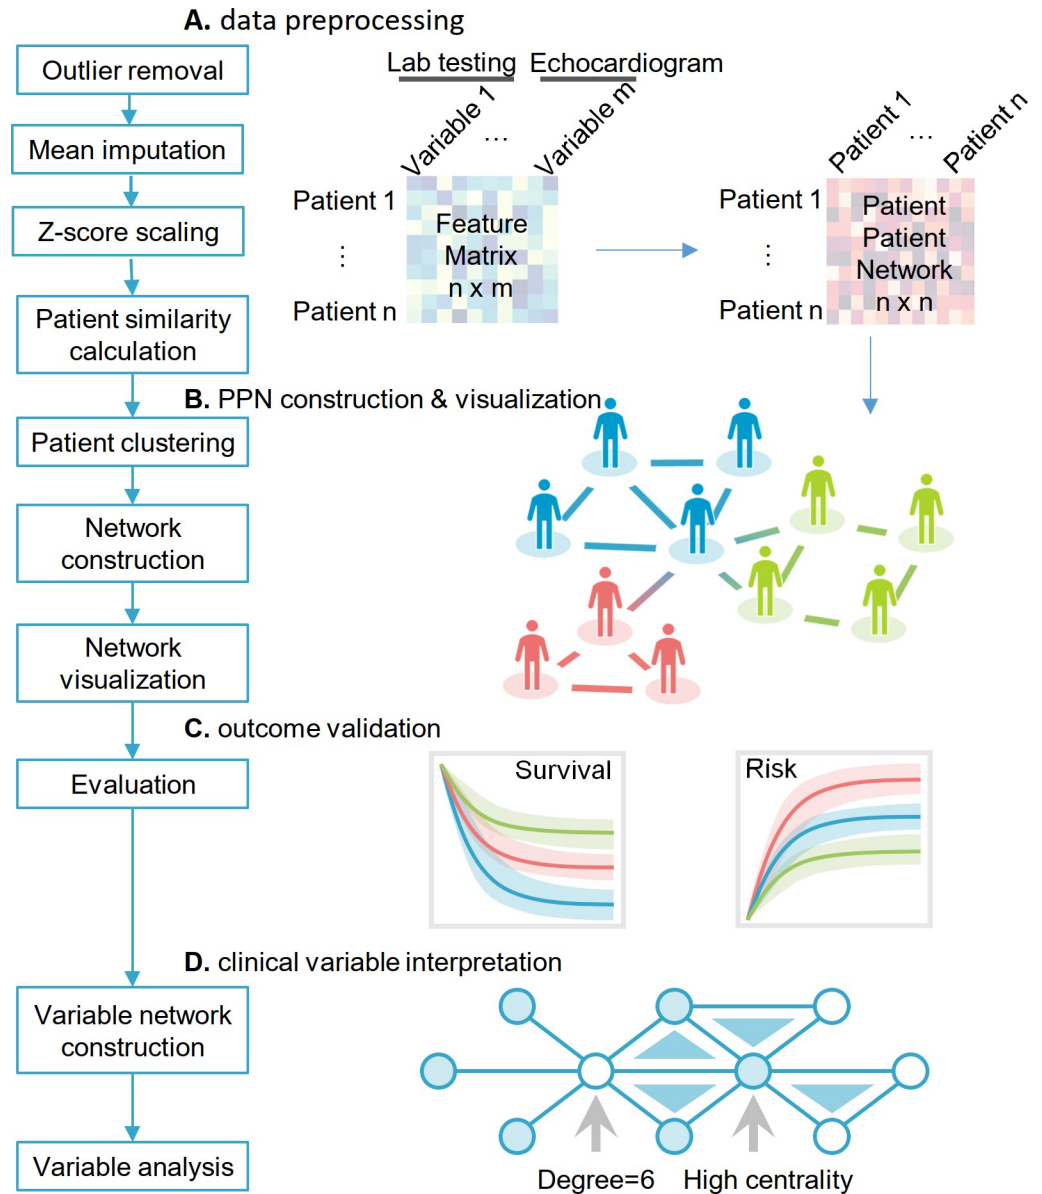 A. data preprocessing
Outlier removal
Mean imputation
Z-score scaling
Patient similarity
calculation
Lab testing
Echocardiogram
Variable 1
...
Variable m
Patient 1
⋮
Patient n
Feature
Matrix
n x m
Patient 1
...
Patient n
Patient 1
⋮
Patient n
Patient
Patient
Network
n x n
B. PPN construction & visualization
Patient clustering
Network
construction
Network
visualization
C. outcome validation
Evaluation
Survival
Risk
D. clinical variable interpretation
Variable network
construction
Variable analysis
Degree=6
High centrality